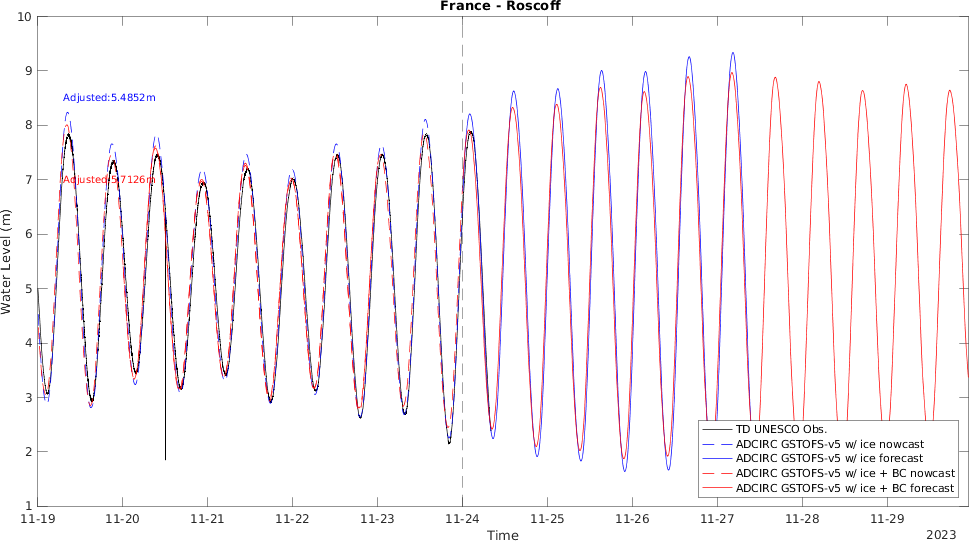 France - Roscoff
10
9
8
7
6
5
4
3
2
1
Water Level (m)
Adjusted:5.4852m
Adjusted:5.7126m
TD UNESCO Obs.
ADCIRC GSTOFS-v5 w/ ice nowcast
ADCIRC GSTOFS-v5 w/ ice forecast
ADCIRC GSTOFS-v5 w/ ice + BC nowcast
ADCIRC GSTOFS-v5 w/ ice + BC forecast
11-19 11-20 11-21 11-22 11-23 11-24 11-25 11-26 11-27 11-28 11-29
Time
2023